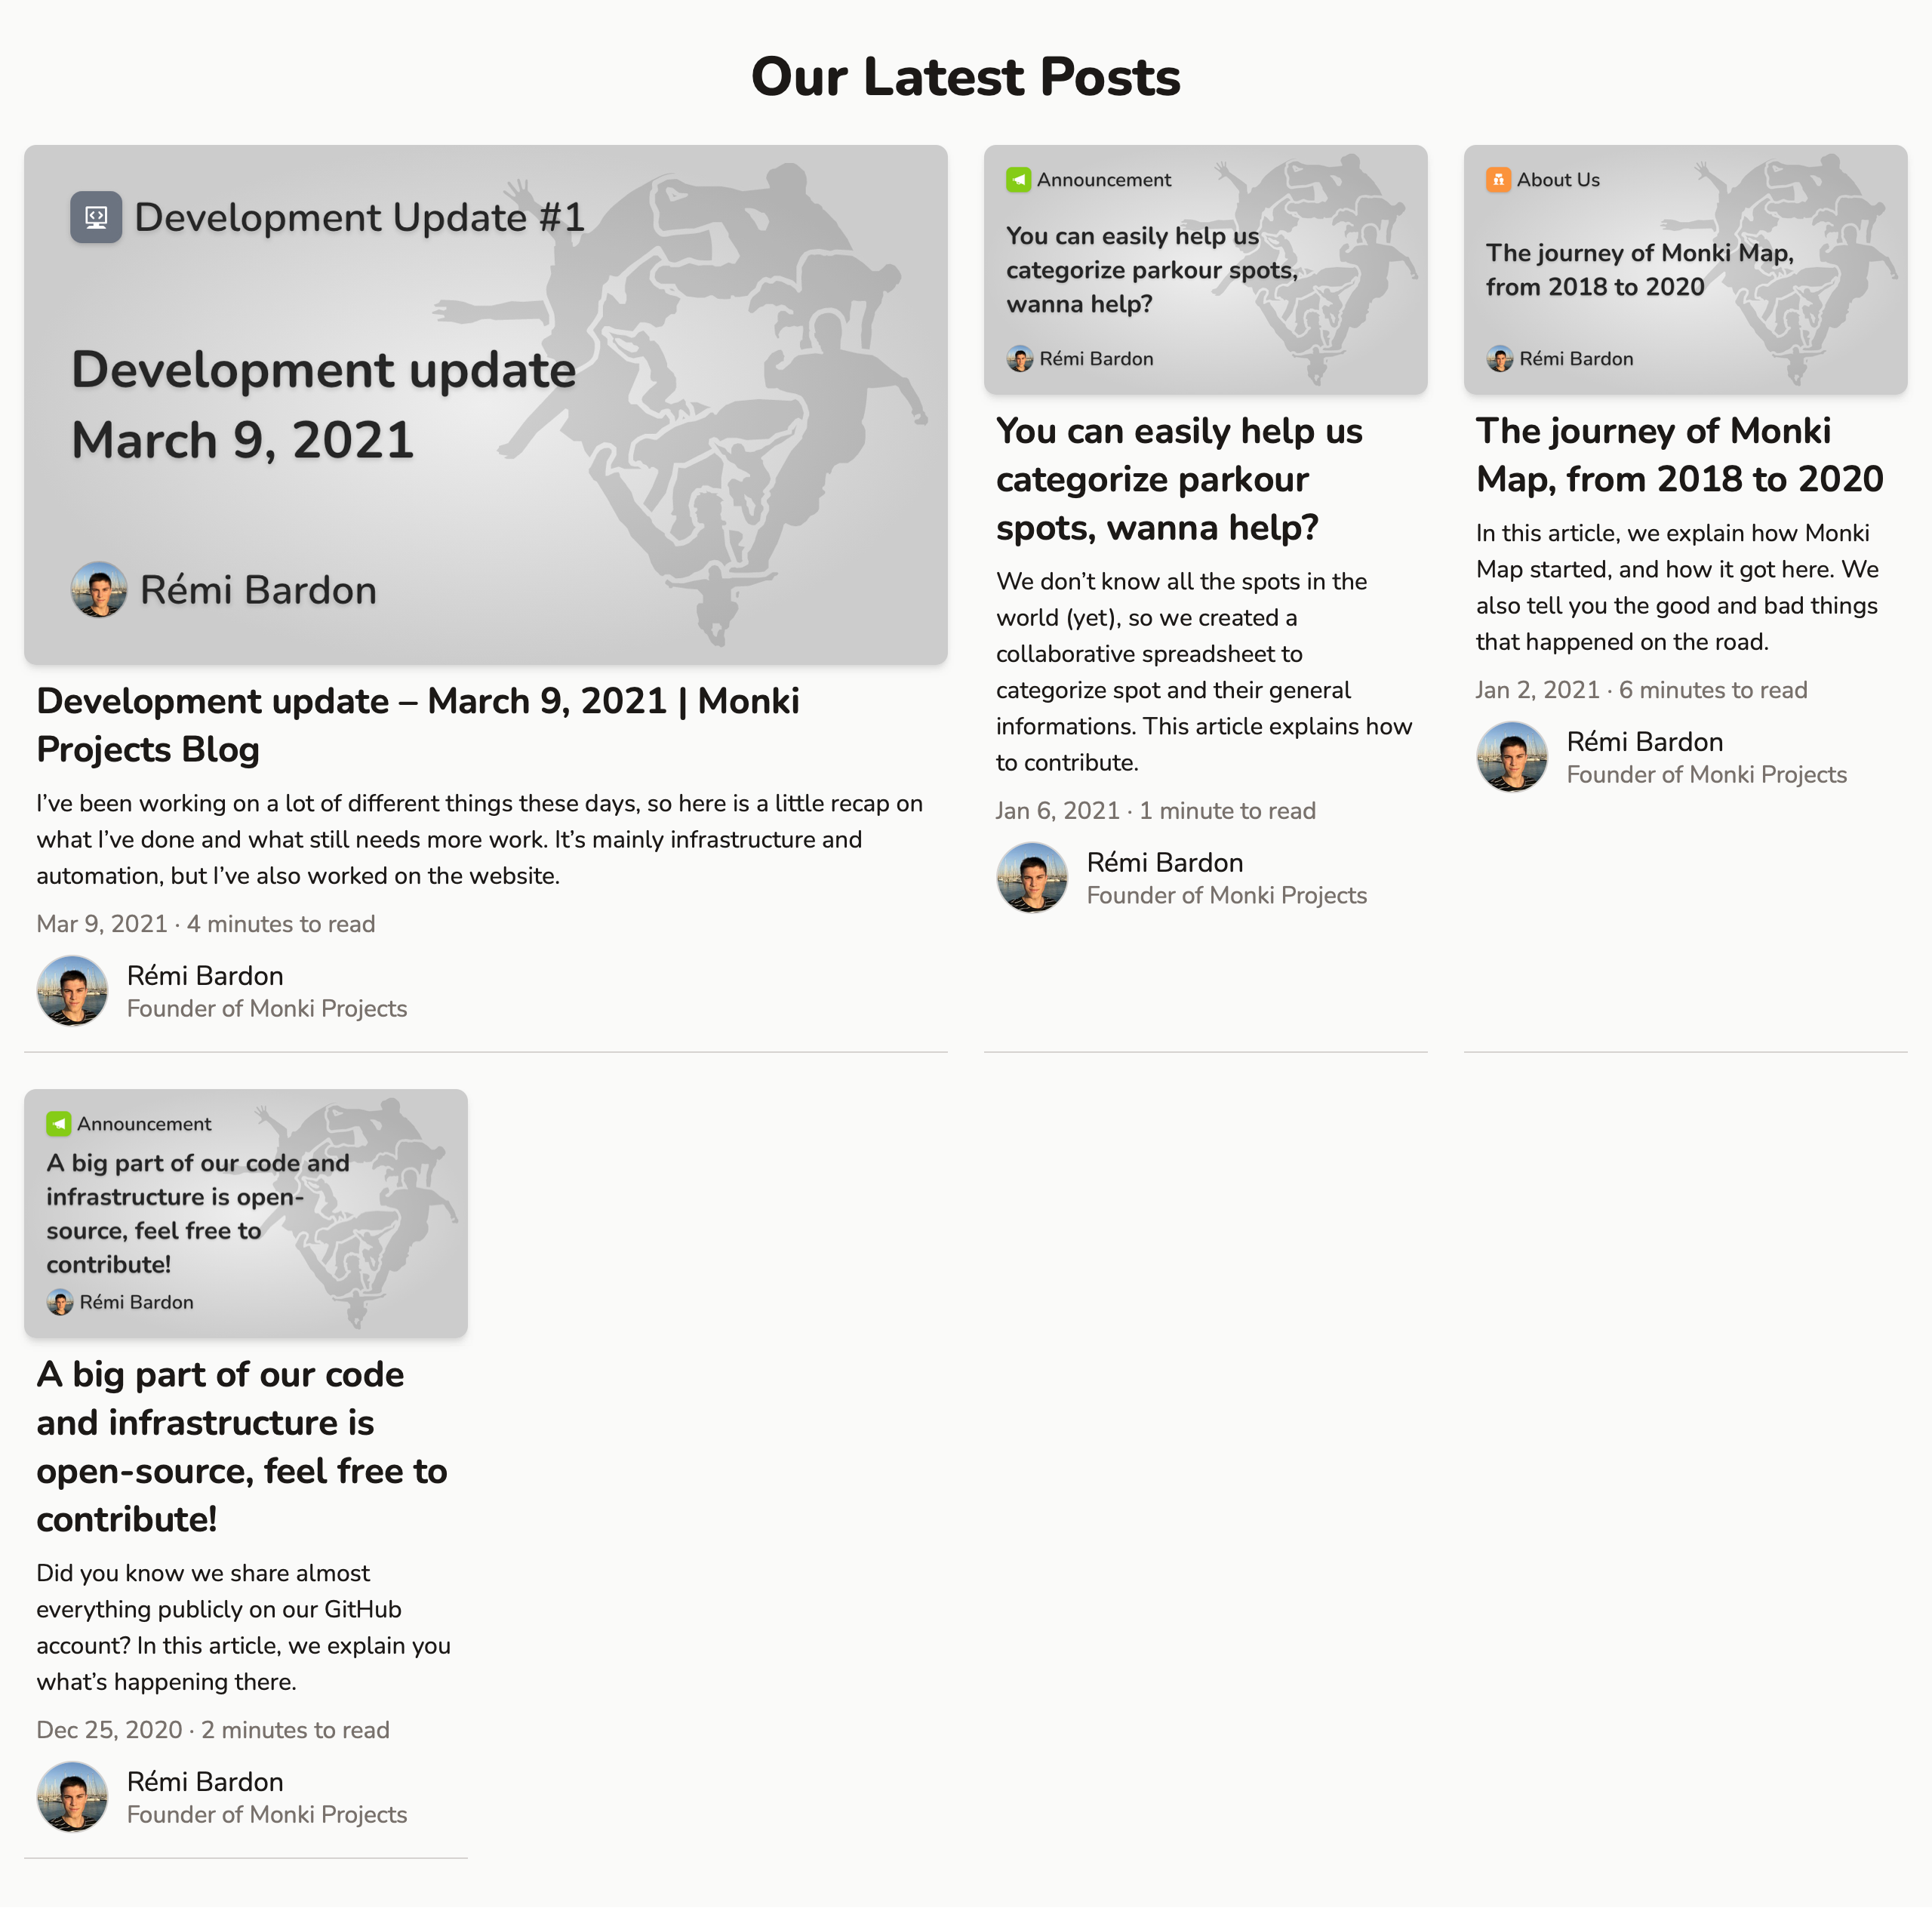 Our Latest Posts
Development Update #1
Development update
March 9, 2021
Rémi Bardon
Development update – March 9, 2021 | Monki
Projects Blog
I’ve been working on a lot of different things these days, so here is a little recap on
what I’ve done and what still needs more work. It’s mainly infrastructure and
automation, but I’ve also worked on the website.
Mar 9, 2021 · 4 minutes to read
Rémi Bardon
Founder of Monki Projects
Announcement
You can easily help us
categorize parkour spots,
wanna help?
Rémi Bardon
You can easily help us
categorize parkour
spots, wanna help?
We don’t know all the spots in the
world (yet), so we created a
collaborative spreadsheet to
categorize spot and their general
informations. This article explains how
to contribute.
Jan 6, 2021 · 1 minute to read
Rémi Bardon
Founder of Monki Projects
About Us
The journey of Monki Map,
from 2018 to 2020
Rémi Bardon
The journey of Monki
Map, from 2018 to 2020
In this article, we explain how Monki
Map started, and how it got here. We
also tell you the good and bad things
that happened on the road.
Jan 2, 2021 · 6 minutes to read
Rémi Bardon
Founder of Monki Projects
Announcement
A big part of our code and
infrastructure is open-
source, feel free to
contribute!
Rémi Bardon
A big part of our code
and infrastructure is
open-source, feel free to
contribute!
Did you know we share almost
everything publicly on our GitHub
account? In this article, we explain you
what’s happening there.
Dec 25, 2020 · 2 minutes to read
Rémi Bardon
Founder of Monki Projects